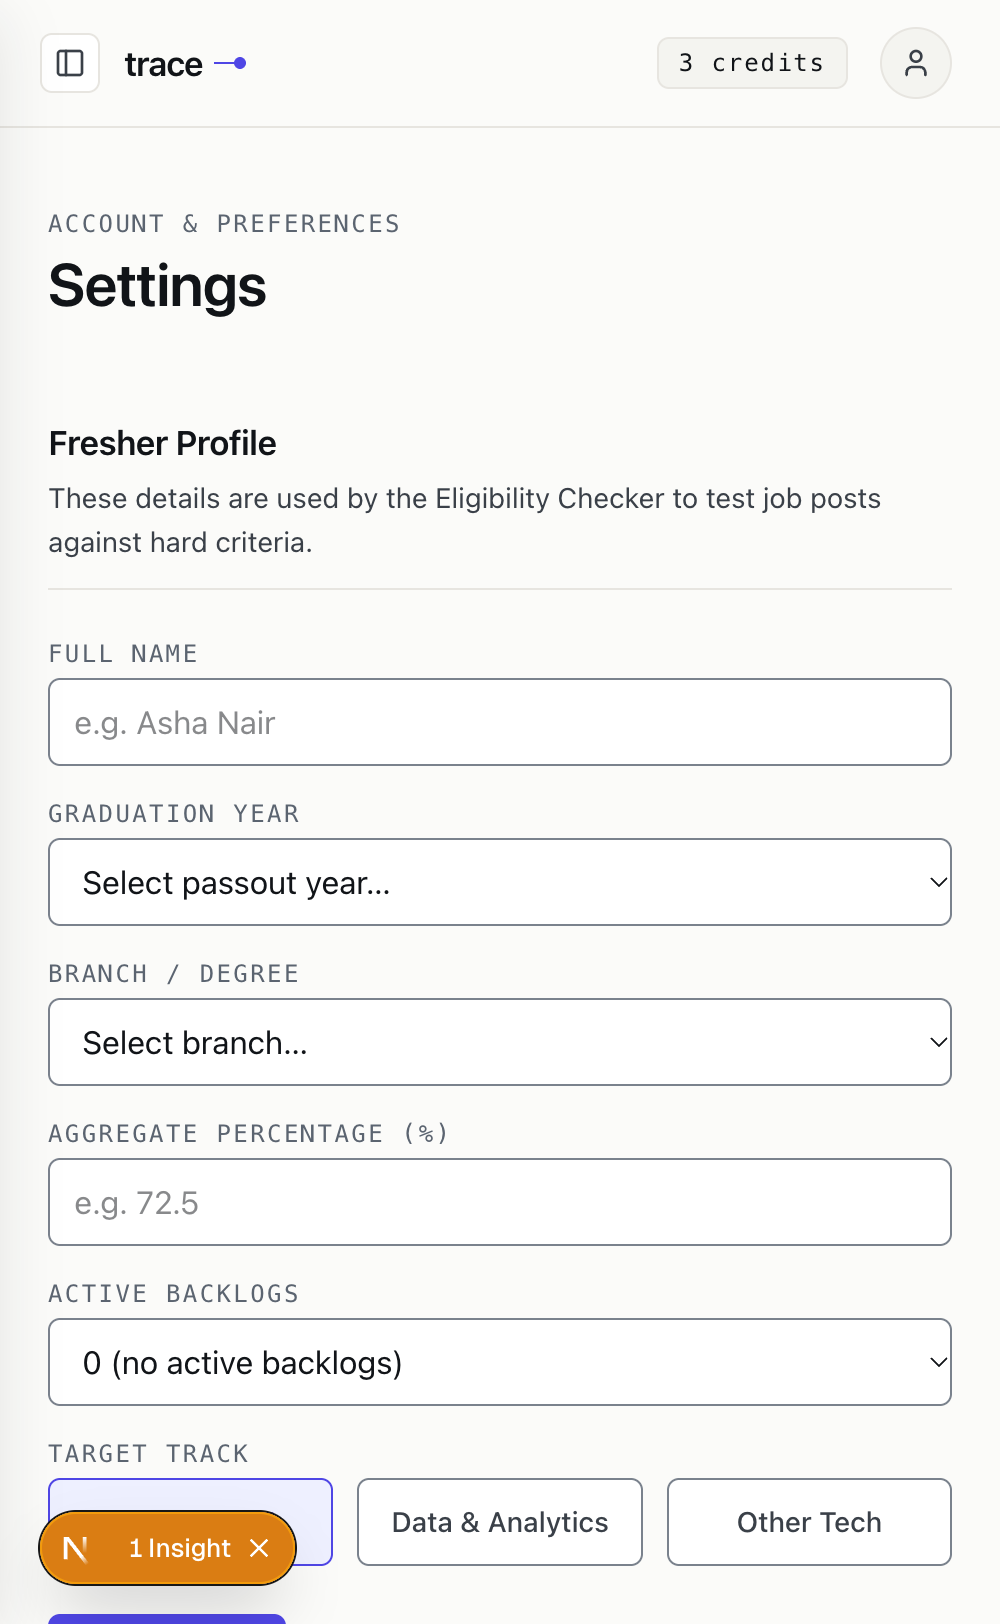 trace
3 credits
ACCOUNT & PREFERENCES
Settings
Fresher Profile
These details are used by the Eligibility Checker to test job posts
against hard criteria.
FULL NAME
e.g. Asha Nair
GRADUATION YEAR
Select passout year...
BRANCH / DEGREE
Select branch...
AGGREGATE PERCENTAGE (%)
e.g. 72.5
ACTIVE BACKLOGS
0 (no active backlogs)
TARGET TRACK
Data & Analytics
Other Tech
N 1 Insight